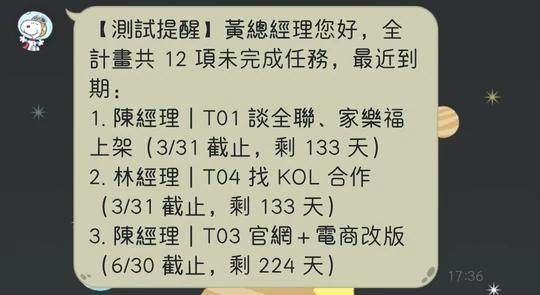 【測試提醒】黃總經理您好，全
計畫共 12 項未完成任務，最近到
期：
1. 陳經理｜T01 談全聯、家樂福
上架（3/31 截止，剩 133 天）
2. 林經理｜T04 找 KOL 合作
（3/31 截止，剩 133 天）
3. 陳經理｜T03 官網＋電商改版
（6/30 截止，剩 224 天）
17:36